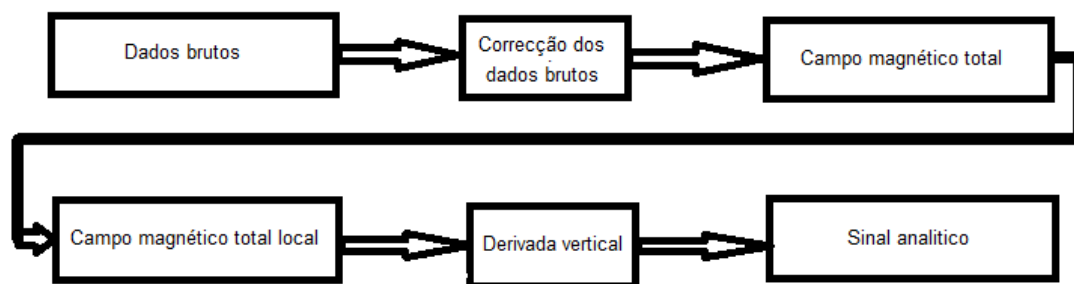 Dados brutos
Correcção dos
dados brutos
Campo magnético total
Campo magnético total local
Derivada vertical
Sinal analitico